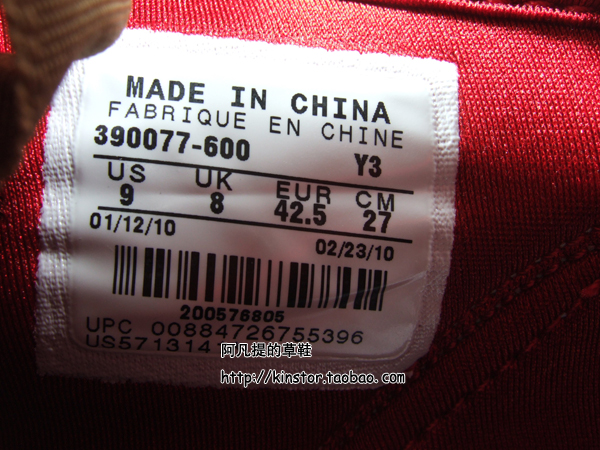 MADE IN CHINA
FABRIQUE EN CHINE
390077-600 Y3
US UK EUR CM
9 8 42.5 27
01/12/10 02/23/10
200576805
UPC 00884726755396
US571314
阿凡提的草鞋
http://kinstor.taobao.com